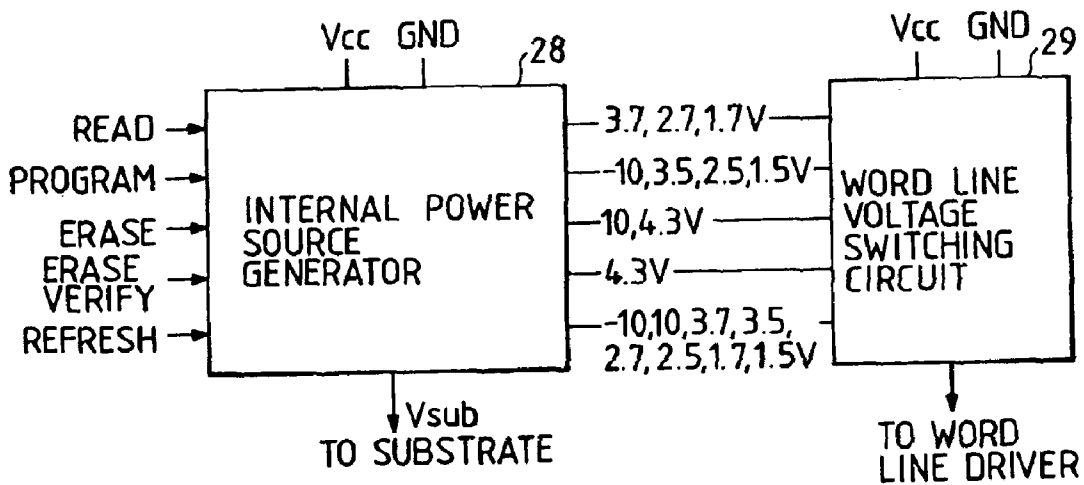 Vcc GND
28
Vcc GND
29
READ
PROGRAM
ERASE
ERASE
VERIFY
REFRESH
INTERNAL POWER
SOURCE
GENERATOR
3.7, 2.7, 1.7V
-10, 3.5, 2.5, 1.5V
10, 4.3V
4.3V
-10, 10, 3.7, 3.5,
2.7, 2.5, 1.7, 1.5V
WORD LINE
VOLTAGE
SWITCHING
CIRCUIT
Vsub
TO SUBSTRATE
TO WORD
LINE DRIVER